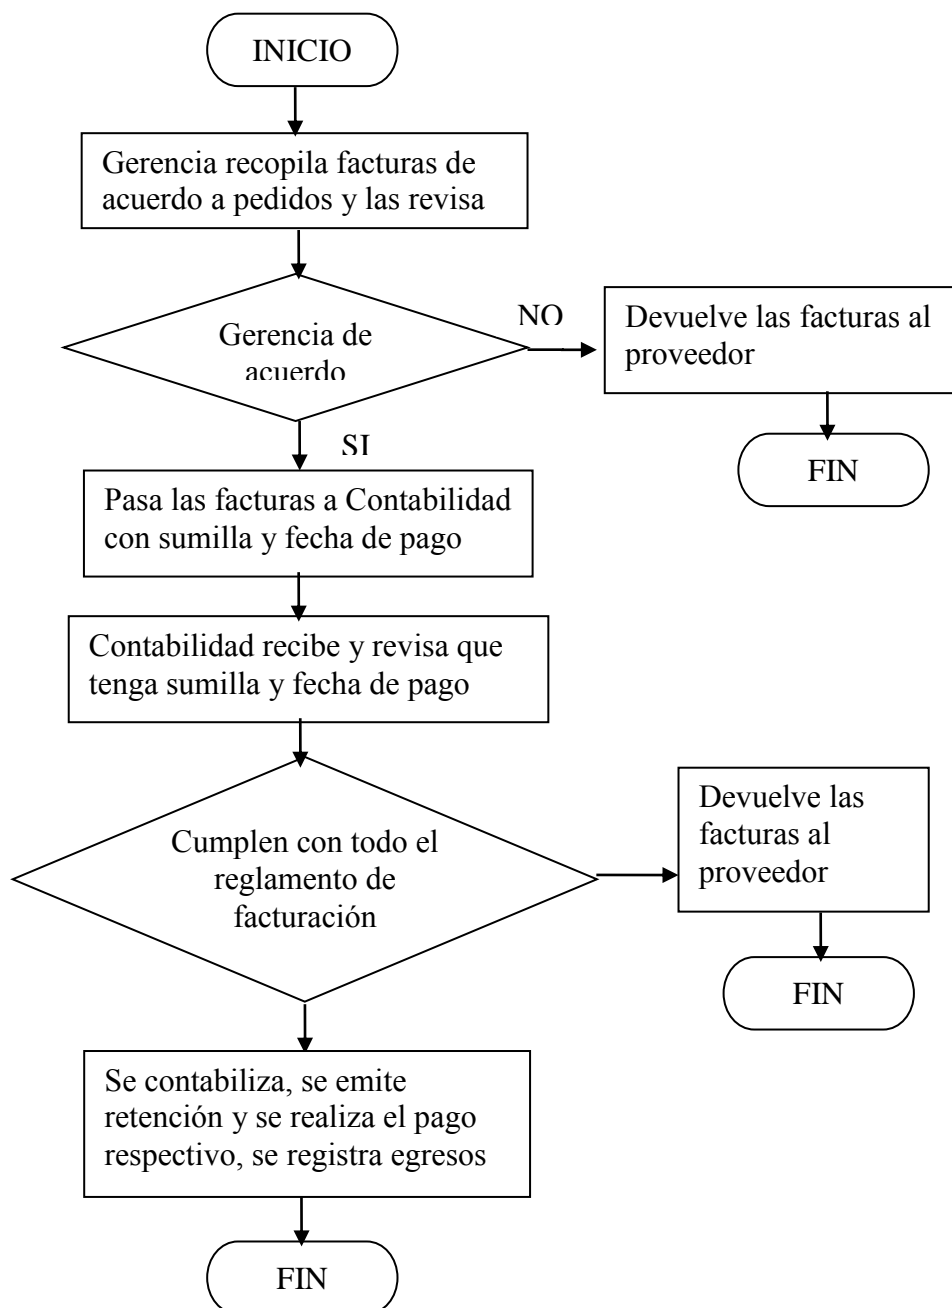 INICIO
Gerencia recopila facturas de
acuerdo a pedidos y las revisa
Gerencia de
acuerdo
NO
Devuelve las facturas al
proveedor
FIN
SI
Pasa las facturas a Contabilidad
con sumilla y fecha de pago
Contabilidad recibe y revisa que
tenga sumilla y fecha de pago
Cumplen con todo el
reglamento de
facturación
Devuelve las
facturas al
proveedor
FIN
Se contabiliza, se emite
retención y se realiza el pago
respectivo, se registra egresos
FIN